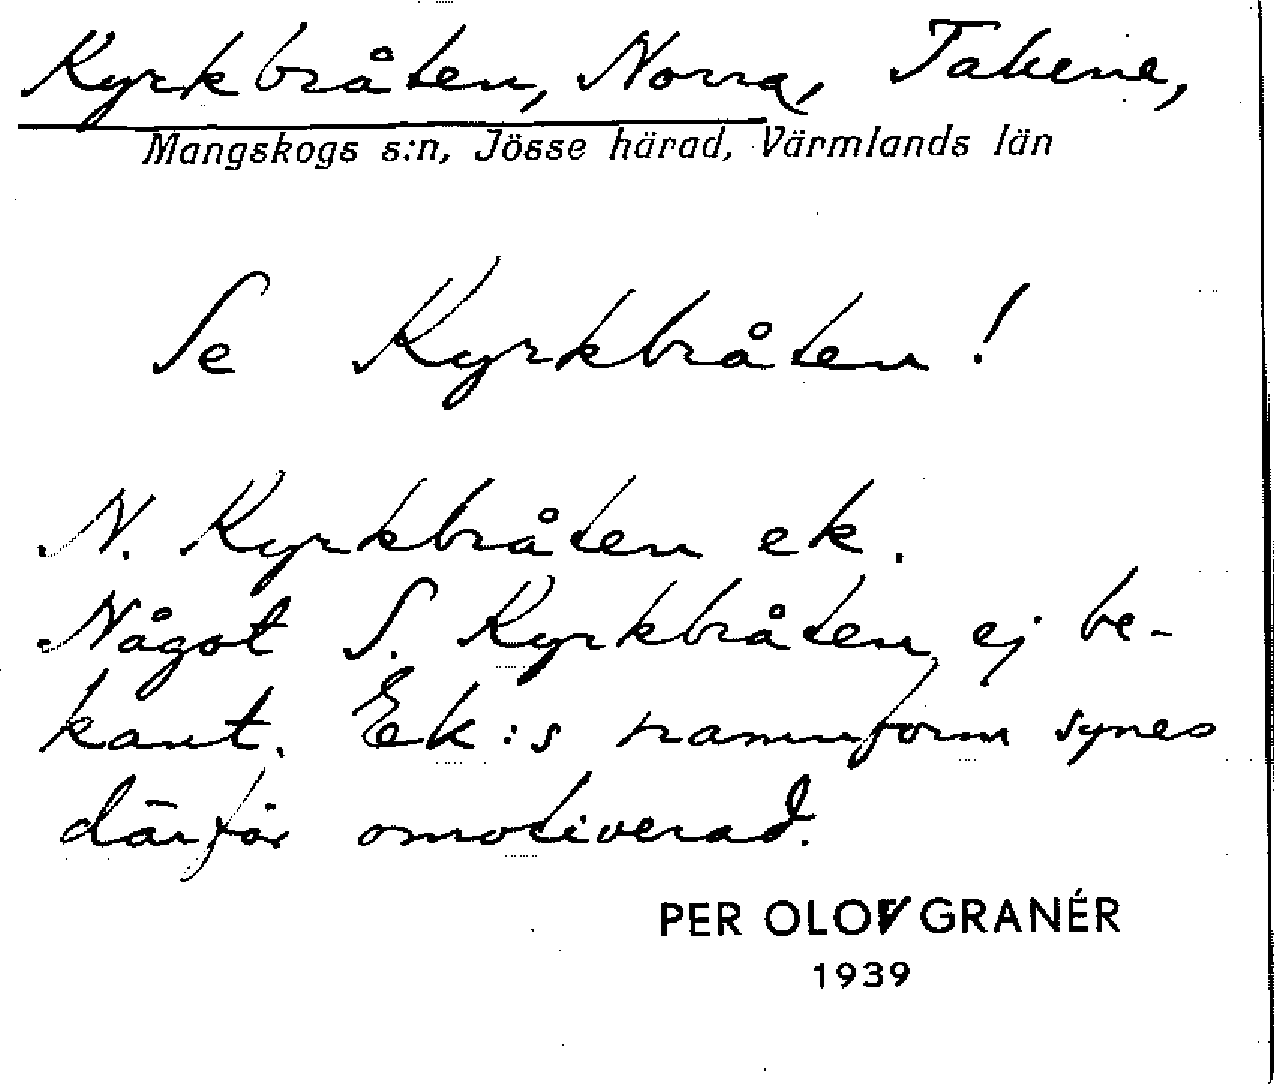 Kyrkbråten, Norra, Takene,
Mangskogs s:n, Jösse härad, Värmlands län
Se Kyrkbråten!
N. Kyrkbråten ek.
Något S. Kyrkbråten ej be-
kant. Ek:s namnform synes
därför omotiverad.
PER OLOV GRANÉR
1939